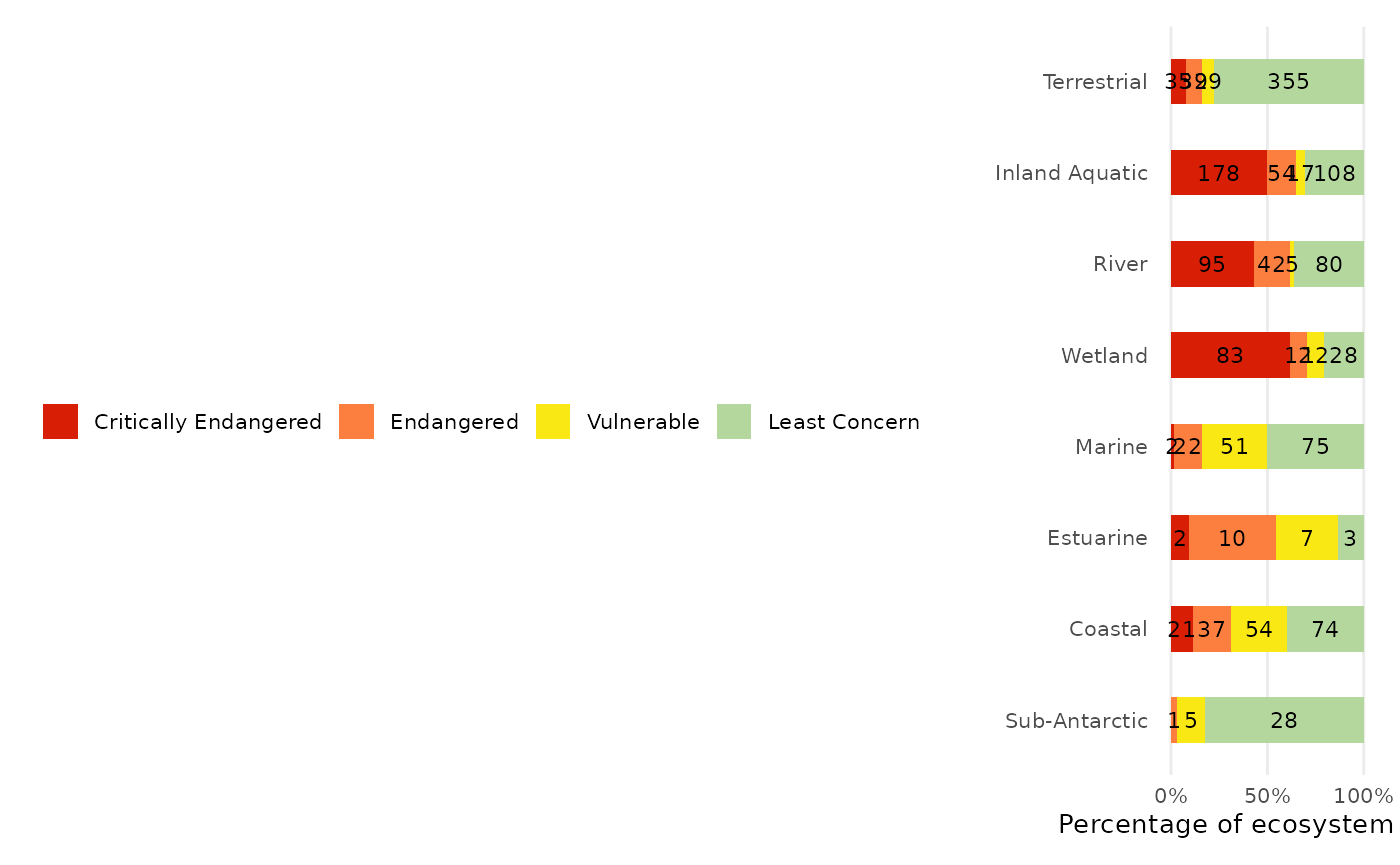 Critically Endangered
Endangered
Vulnerable
Least Concern
Terrestrial 35 39 29 355
Inland Aquatic 178 54 17 108
River 95 42 5 80
Wetland 83 12 12 28
Marine 2 22 51 75
Estuarine 2 10 7 3
Coastal 21 37 54 74
Sub-Antarctic 1 5 28
0% 50% 100%
Percentage of ecosystem